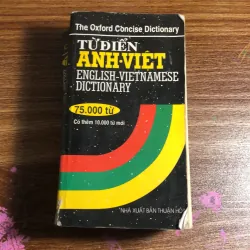 The Oxford Concise Dictionary
TỪ ĐIỂN
ANH-VIỆT
ENGLISH-VIETNAMESE
DICTIONARY
75.000 từ
Có thêm 10.000 từ mới
NHÀ XUẤT BẢN THUẬN HÓ